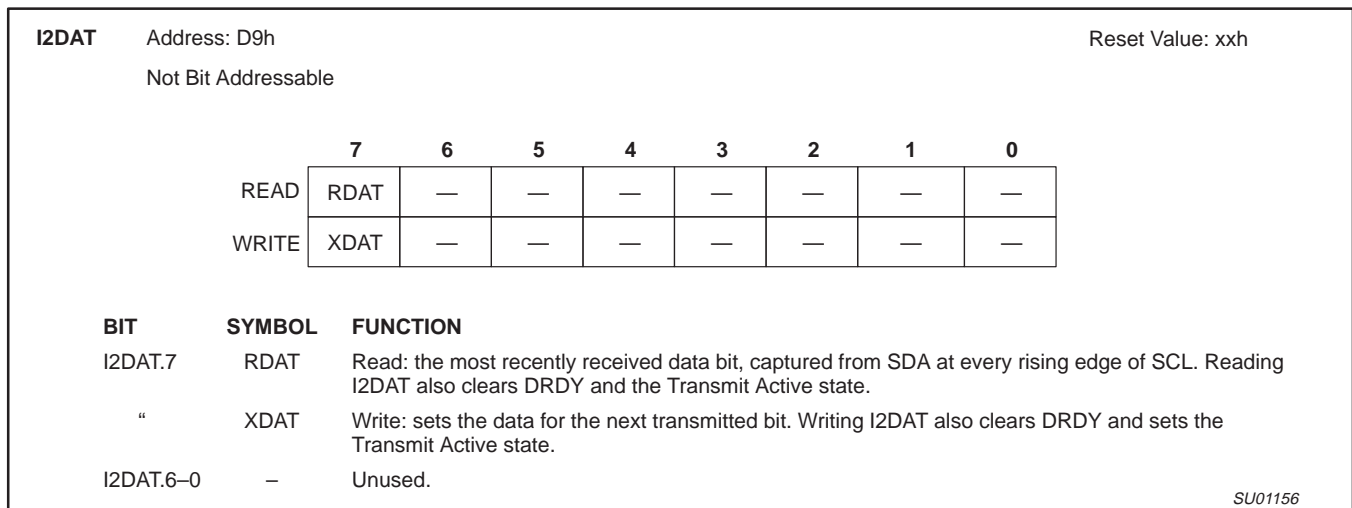 I2DAT Address: D9h Reset Value: xxh
Not Bit Addressable
7 6 5 4 3 2 1 0
READ RDAT — — — — — — —
WRITE XDAT — — — — — — —
BIT SYMBOL FUNCTION
I2DAT.7 RDAT Read: the most recently received data bit, captured from SDA at every rising edge of SCL. Reading
I2DAT also clears DRDY and the Transmit Active state.
“ XDAT Write: sets the data for the next transmitted bit. Writing I2DAT also clears DRDY and sets the
Transmit Active state.
I2DAT.6–0 – Unused.
SU01156